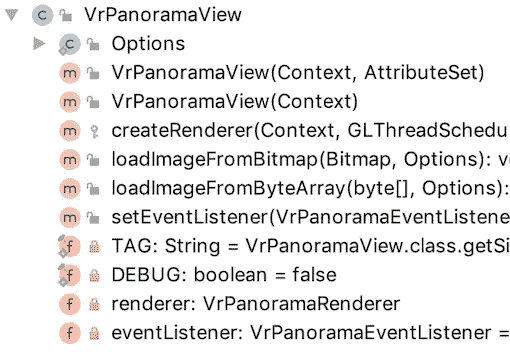 VrPanoramaView
Options
VrPanoramaView(Context, AttributeSet)
VrPanoramaView(Context)
createRenderer(Context, GLThreadSchedu
loadImageFromBitmap(Bitmap, Options): v
loadImageFromByteArray(byte[], Options):
setEventListener(VrPanoramaEventListene
TAG: String = VrPanoramaView.class.getSi
DEBUG: boolean = false
renderer: VrPanoramaRenderer
eventListener: VrPanoramaEventListener =